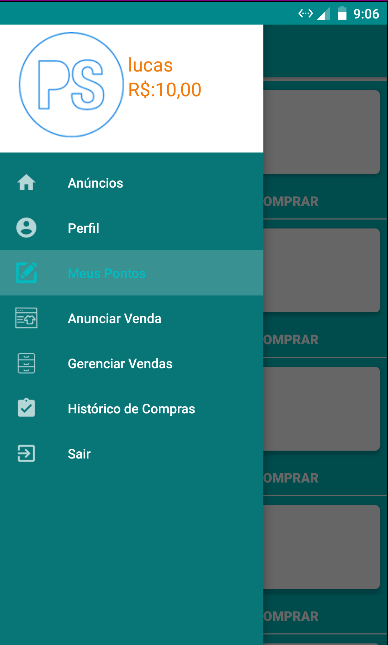 9:06
PS
lucas
R$:10,00
Anúncios
Perfil
Meus Pontos
Anunciar Venda
Gerenciar Vendas
Histórico de Compras
Sair
OMPRAR
OMPRAR
OMPRAR
OMPRAR